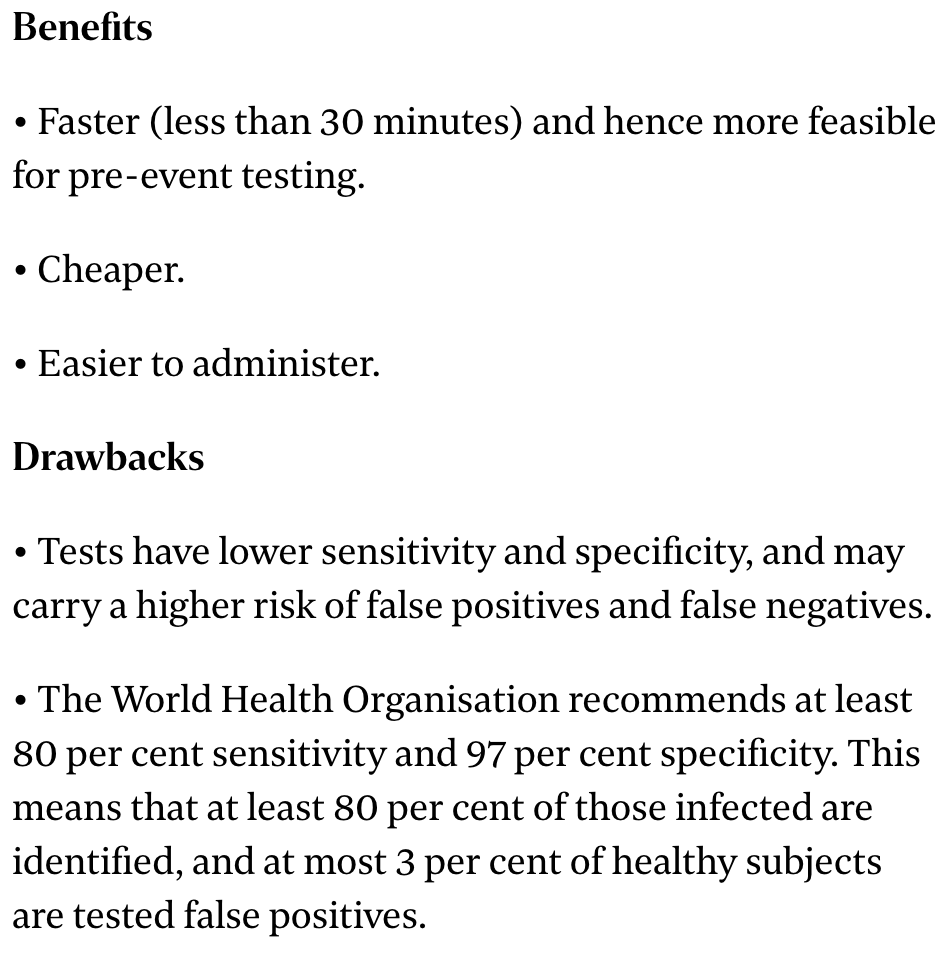 Benefits
• Faster (less than 30 minutes) and hence more feasible
for pre-event testing.
• Cheaper.
• Easier to administer.
Drawbacks
• Tests have lower sensitivity and specificity, and may
carry a higher risk of false positives and false negatives.
• The World Health Organisation recommends at least
80 per cent sensitivity and 97 per cent specificity. This
means that at least 80 per cent of those infected are
identified, and at most 3 per cent of healthy subjects
are tested false positives.